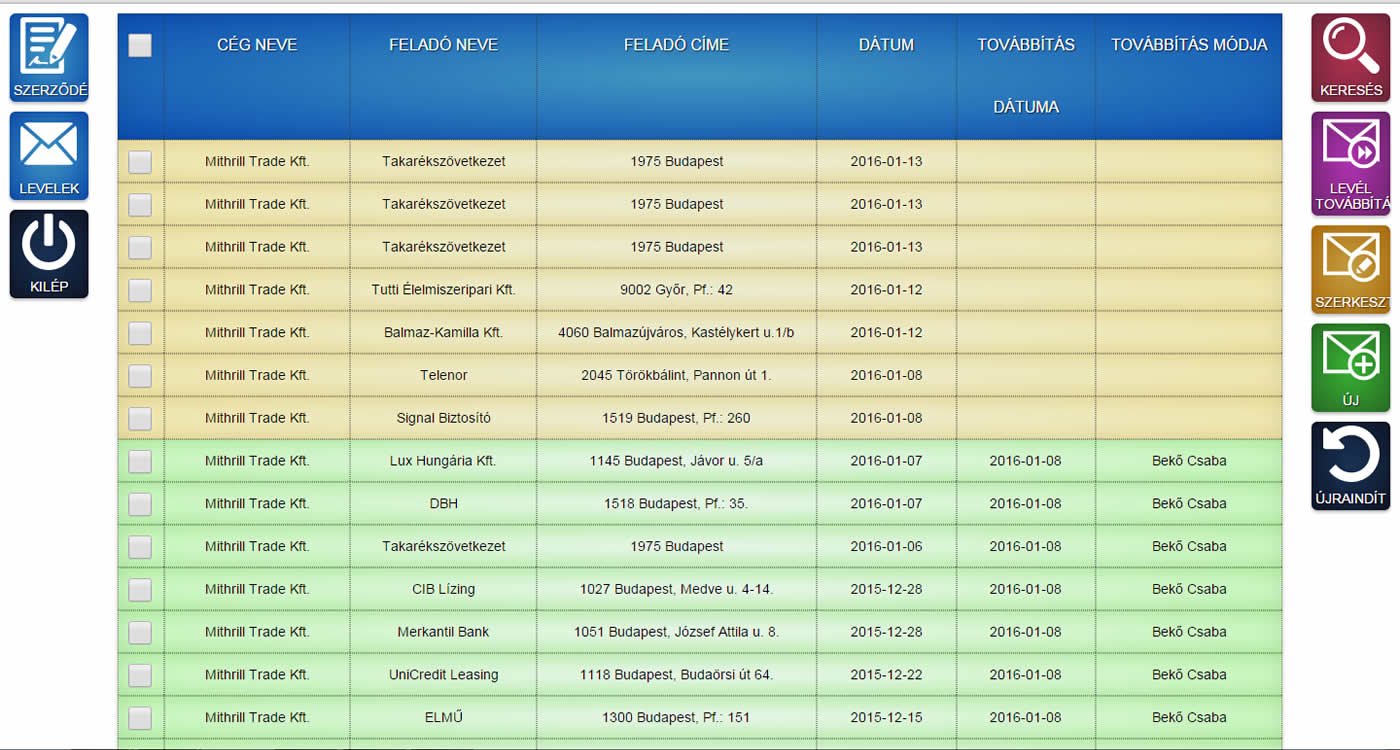 SZERZŐDÉ
LEVELEK
KILÉP
CÉG NEVE FELADÓ NEVE FELADÓ CÍME DÁTUM TOVÁBBÍTÁS TOVÁBBÍTÁS MÓDJA
DÁTUMA
Mithrill Trade Kft. Takarékszövetkezet 1975 Budapest 2016-01-13
Mithrill Trade Kft. Takarékszövetkezet 1975 Budapest 2016-01-13
Mithrill Trade Kft. Takarékszövetkezet 1975 Budapest 2016-01-13
Mithrill Trade Kft. Tutti Élelmiszeripari Kft. 9002 Győr, Pf.: 42 2016-01-12
Mithrill Trade Kft. Balmaz-Kamilla Kft. 4060 Balmazújváros, Kastélykert u.1/b 2016-01-12
Mithrill Trade Kft. Telenor 2045 Törökbálint, Pannon út 1. 2016-01-08
Mithrill Trade Kft. Signal Biztosító 1519 Budapest, Pf.: 260 2016-01-08
Mithrill Trade Kft. Lux Hungária Kft. 1145 Budapest, Jávor u. 5/a 2016-01-07 2016-01-08 Bekő Csaba
Mithrill Trade Kft. DBH 1518 Budapest, Pf.: 35. 2016-01-07 2016-01-08 Bekő Csaba
Mithrill Trade Kft. Takarékszövetkezet 1975 Budapest 2016-01-06 2016-01-08 Bekő Csaba
Mithrill Trade Kft. CIB Lízing 1027 Budapest, Medve u. 4-14. 2015-12-28 2016-01-08 Bekő Csaba
Mithrill Trade Kft. Merkantil Bank 1051 Budapest, József Attila u. 8. 2015-12-28 2016-01-08 Bekő Csaba
Mithrill Trade Kft. UniCredit Leasing 1118 Budapest, Budaörsi út 64. 2015-12-22 2016-01-08 Bekő Csaba
Mithrill Trade Kft. ELMŰ 1300 Budapest, Pf.: 151 2015-12-15 2016-01-08 Bekő Csaba
KERESÉS
LEVÉL
TOVÁBBÍTÁ
SZERKESZT
ÚJ
ÚJRAINDÍT